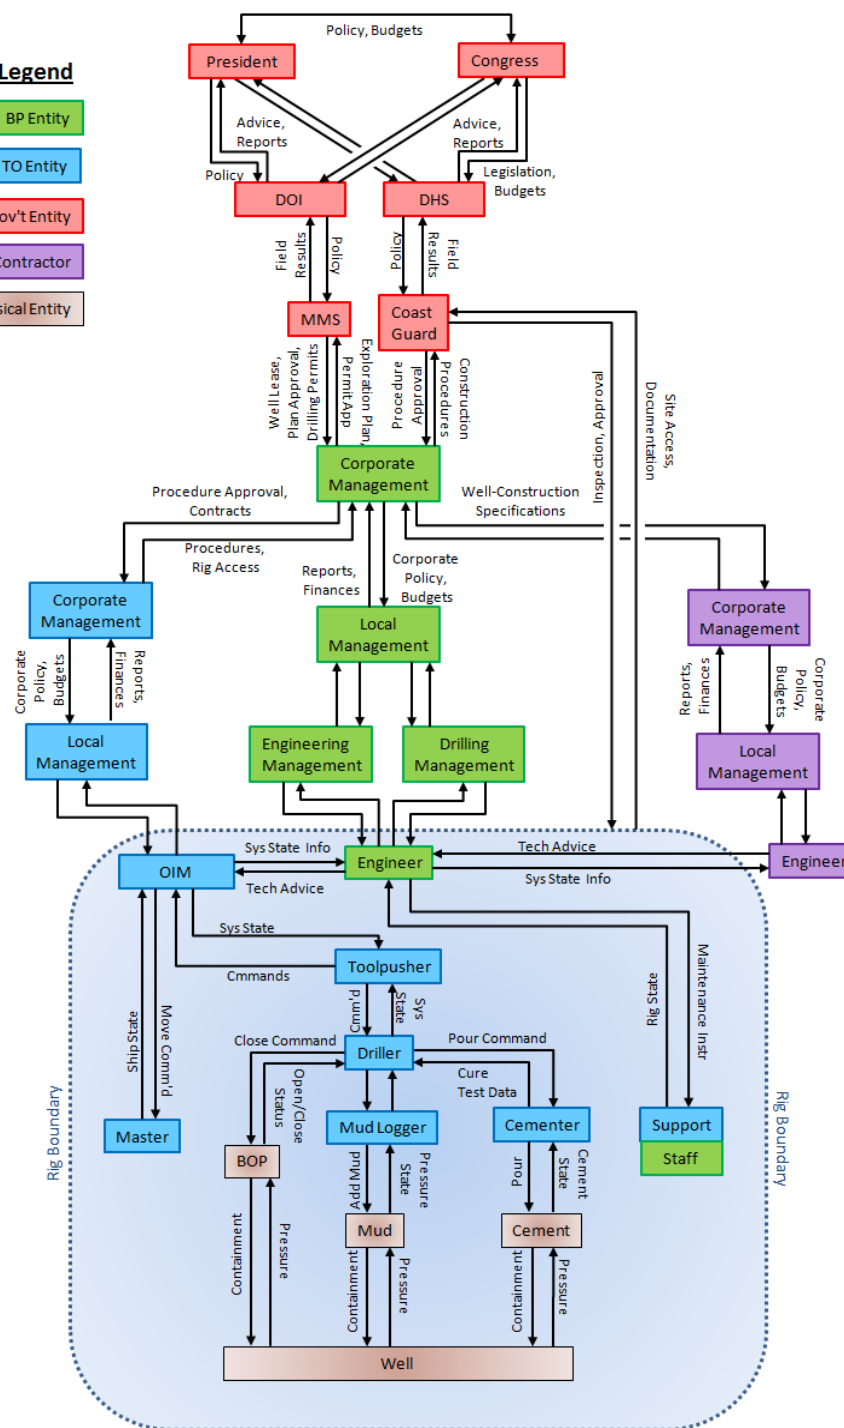 Policy, Budgets
President
Congress
Legend
BP Entity
TO Entity
ov't Entity
Contractor
sical Entity
Advice,
Reports
Advice,
Reports
Policy
Legislation,
Budgets
DOI
DHS
Field
Results
Policy
Policy
Results
Field
MMS
Coast
Guard
Well Lease,
Plan Approval,
Drilling Permits
Permit App
Exploration Plan,
Procedure
Approval
Procedures
Construction
Inspection, Approval
Site Access,
Documentation
Corporate
Management
Procedure Approval,
Contracts
Well-Construction
Specifications
Procedures,
Rig Access
Reports,
Finances
Corporate
Policy,
Budgets
Corporate
Management
Local
Management
Corporate
Management
Corporate
Policy,
Budgets
Reports,
Finances
Reports,
Finances
Corporate
Policy,
Budgets
Local
Management
Engineering
Management
Drilling
Management
Local
Management
OIM
Sys State Info
Tech Advice
Engineer
Tech Advice
Sys State Info
Engineer
Sys State
Cmmands
Toolpusher
Ship State
Move Comm'd
Cmm'd
Sys
State
Rig State
Maintenance Instr
Close Command
Driller
Pour Command
Open/Close
Status
Cure
Test Data
Rig Boundary
Rig Boundary
Master
Mud Logger
Cementer
Support
Staff
BOP
Add Mud
Pressure
State
Pour
Cement
State
Mud
Cement
Containment
Pressure
Containment
Pressure
Containment
Pressure
Well